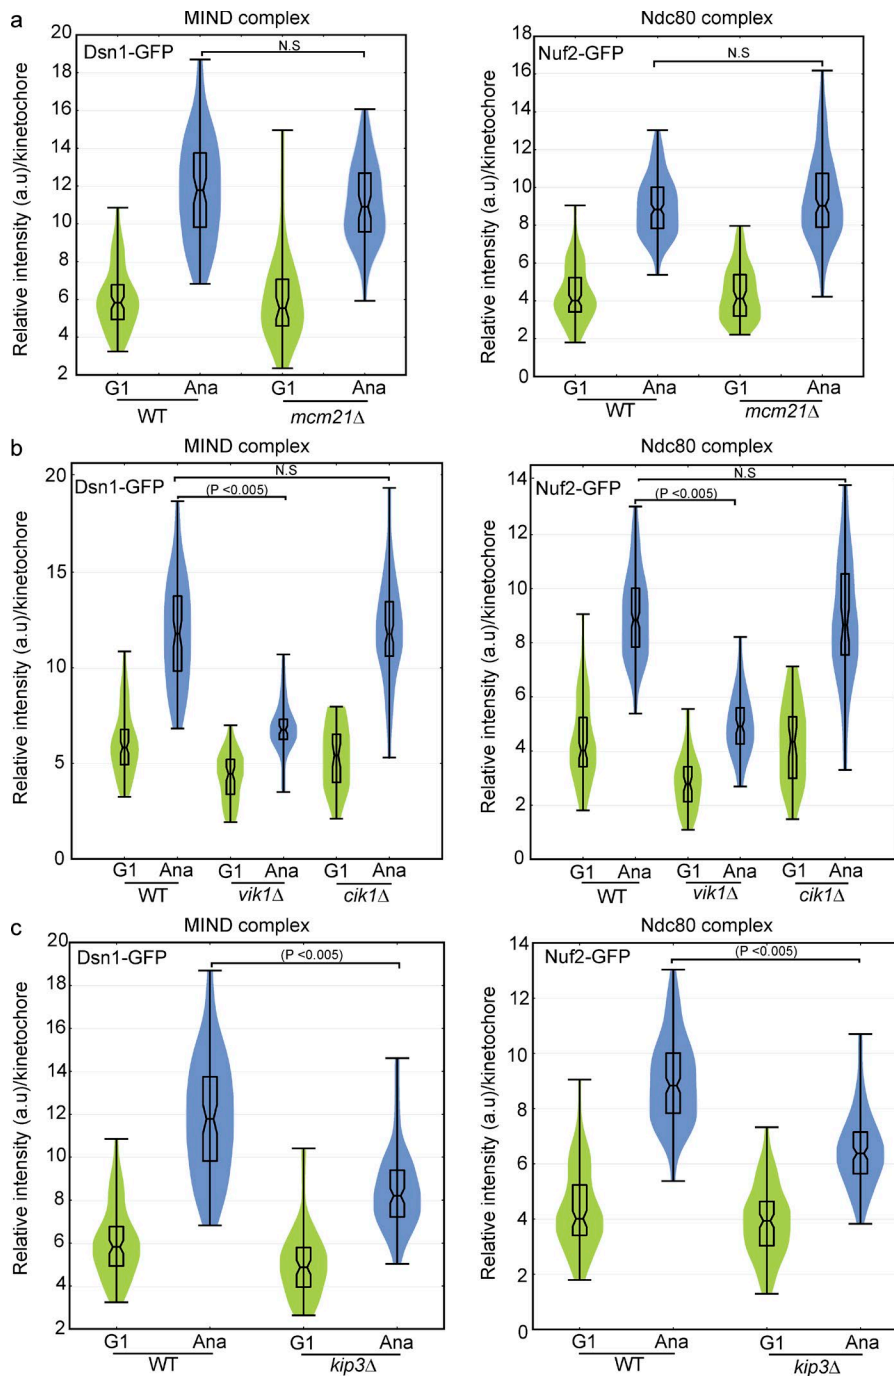 a
MIND complex
Dsn1-GFP
N.S
Relative intensity (a.u)/kinetochore
20
18
16
14
12
10
8
6
4
2
G1 Ana G1 Ana
WT mcm21Δ
Ndc80 complex
Nuf2-GFP
N.S
Relative intensity (a.u)/kinetochore
18
16
14
12
10
8
6
4
2
0
G1 Ana G1 Ana
WT mcm21Δ
b
MIND complex
Dsn1-GFP
N.S
(P <0.005)
Relative intensity (a.u)/kinetochore
20
15
10
5
0
G1 Ana G1 Ana G1 Ana
WT vik1Δ cik1Δ
Ndc80 complex
Nuf2-GFP
N.S
(P <0.005)
Relative intensity (a.u)/kinetochore
14
12
10
8
6
4
2
0
G1 Ana G1 Ana G1 Ana
WT vik1Δ cik1Δ
c
MIND complex
Dsn1-GFP
(P <0.005)
Relative intensity (a.u)/kinetochore
20
18
16
14
12
10
8
6
4
2
G1 Ana G1 Ana
WT kip3Δ
Ndc80 complex
Nuf2-GFP
(P <0.005)
Relative intensity (a.u)/kinetochore
14
12
10
8
6
4
2
0
G1 Ana G1 Ana
WT kip3Δ